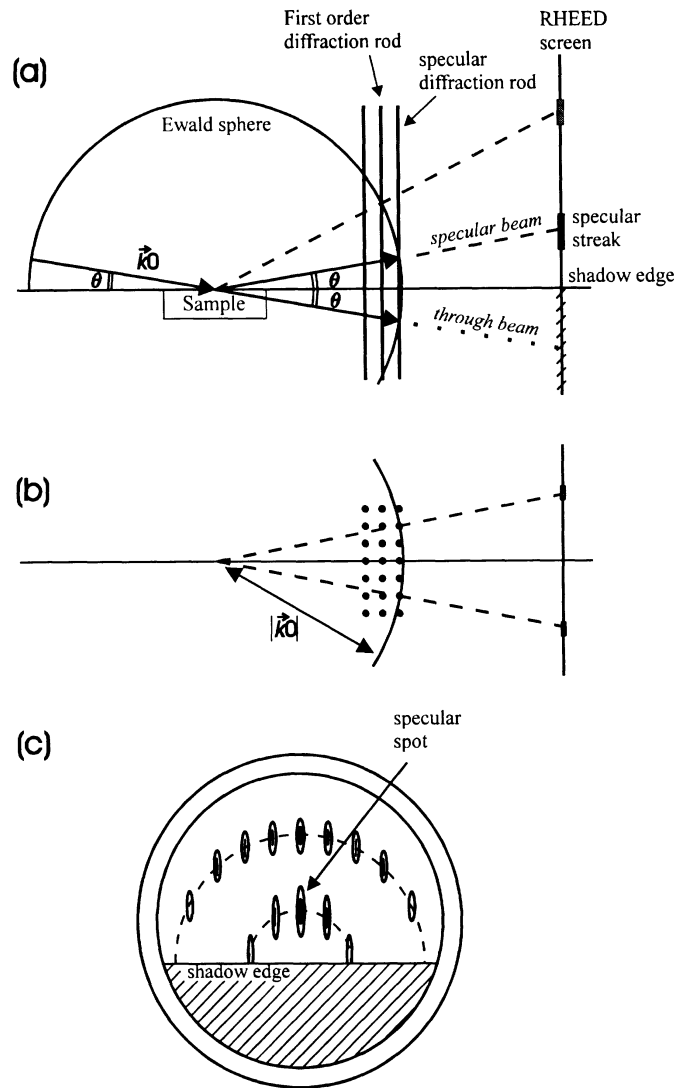 First order
diffraction rod
RHEED
screen
(a)
specular
diffraction rod
Ewald sphere
specular beam
specular
streak
k0
θ
θ
θ
shadow edge
Sample
through beam
(b)
|k0|
(c)
specular
spot
shadow edge